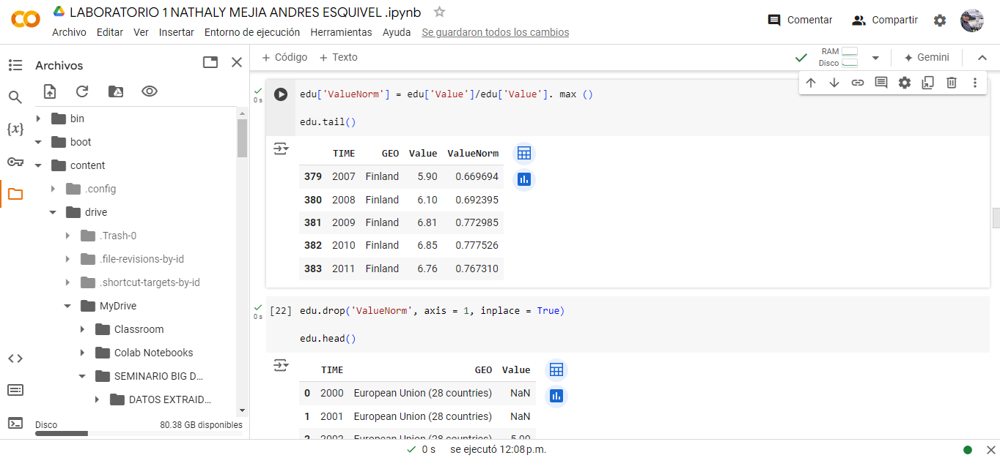 LABORATORIO 1 NATHALY MEJIA ANDRES ESQUIVEL .ipynb
Archivo Editar Ver Insertar Entorno de ejecución Herramientas Ayuda Se guardaron todos los cambios
Comentar Compartir
Archivos
bin
boot
content
.config
drive
.Trash-0
.file-revisions-by-id
.shortcut-targets-by-id
MyDrive
Classroom
Colab Notebooks
SEMINARIO BIG D...
DATOS EXTRAID...
Disco 80.38 GB disponibles
+ Código + Texto
RAM
Disco
Gemini
0 s
edu['ValueNorm'] = edu['Value']/edu['Value']. max ()
edu.tail()
TIME GEO Value ValueNorm
379 2007 Finland 5.90 0.669694
380 2008 Finland 6.10 0.692395
381 2009 Finland 6.81 0.772985
382 2010 Finland 6.85 0.777526
383 2011 Finland 6.76 0.767310
0 s
[22] edu.drop('ValueNorm', axis = 1, inplace = True)
edu.head()
TIME GEO Value
0 2000 European Union (28 countries) NaN
1 2001 European Union (28 countries) NaN
2 2002 European Union (28 countries) 5.00
0 s se ejecutó 12:08 p.m.